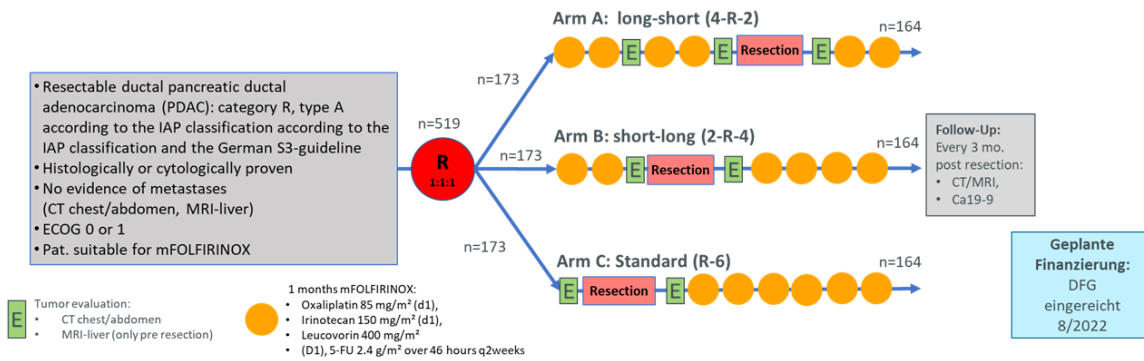 Arm A:  long-short (4-R-2)
n=164
E
E
Resection
E
n=173
• Resectable ductal pancreatic ductal
adenocarcinoma (PDAC): category R, type A
according to the IAP classification according to the
IAP classification and the German S3-guideline
• Histologically or cytologically proven
• No evidence of metastases
(CT chest/abdomen, MRI-liver)
• ECOG 0 or 1
• Pat. suitable for mFOLFIRINOX
n=519
R
1:1:1
Arm B: short-long (2-R-4)
n=164
n=173
E
Resection
E
Follow-Up:
Every 3 mo.
post resection:
• CT/MRI,
• Ca19-9
n=173
Arm C: Standard (R-6)
n=164
E
Resection
E
Geplante
Finanzierung:
DFG
eingereicht
8/2022
E
Tumor evaluation:
• CT chest/abdomen
• MRI-liver (only pre resection)
1 months mFOLFIRINOX:
• Oxaliplatin 85 mg/m² (d1),
• Irinotecan 150 mg/m² (d1),
• Leucovorin 400 mg/m²
• (D1), 5-FU 2.4 g/m² over 46 hours q2weeks